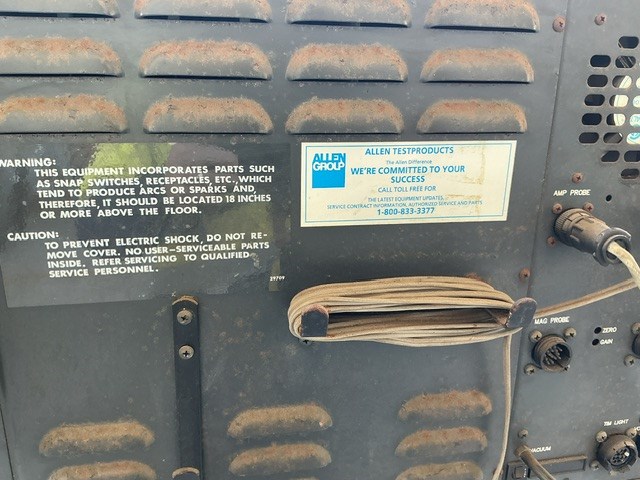 WARNING:
THIS EQUIPMENT INCORPORATES PARTS SUCH
AS SNAP SWITCHES, RECEPTACLES, ETC., WHICH
TEND TO PRODUCE ARCS OR SPARKS AND,
THEREFORE, IT SHOULD BE LOCATED 18 INCHES
OR MORE ABOVE THE FLOOR.
CAUTION:
TO PREVENT ELECTRIC SHOCK, DO NOT RE-
MOVE COVER. NO USER-SERVICEABLE PARTS
INSIDE. REFER SERVICING TO QUALIFIED
SERVICE PERSONNEL.
ALLEN
GROUP
ALLEN TESTPRODUCTS
The Allen Difference
WE'RE COMMITTED TO YOUR
SUCCESS
CALL TOLL FREE FOR
THE LATEST EQUIPMENT UPDATES,
SERVICE CONTRACT INFORMATION, AUTHORIZED SERVICE AND PARTS
1-800-833-3377
AMP PROBE
MAG PROBE
ZERO
GAIN
TIM LIGHT
VACUUM